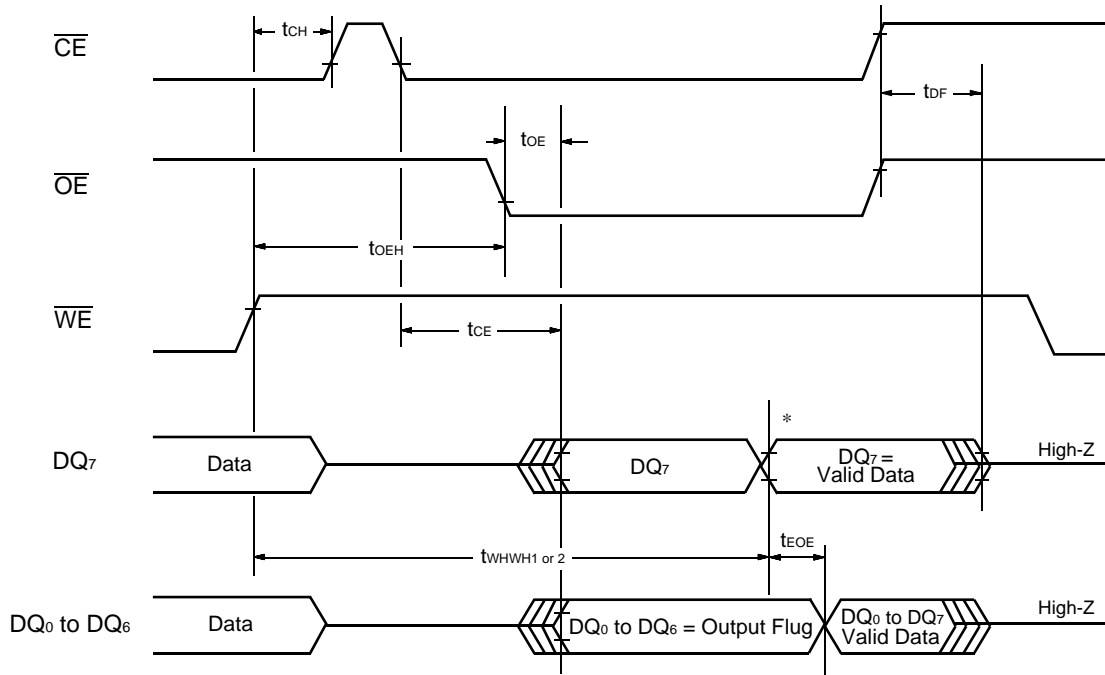 CE
tCH
tDF
tOE
OE
tOEH
WE
tCE
*
DQ7
Data
DQ7
DQ7 =
Valid Data
High-Z
tWHWH1 or 2
tEOE
DQ0 to DQ6
Data
DQ0 to DQ6 = Output Flug
DQ0 to DQ7
Valid Data
High-Z